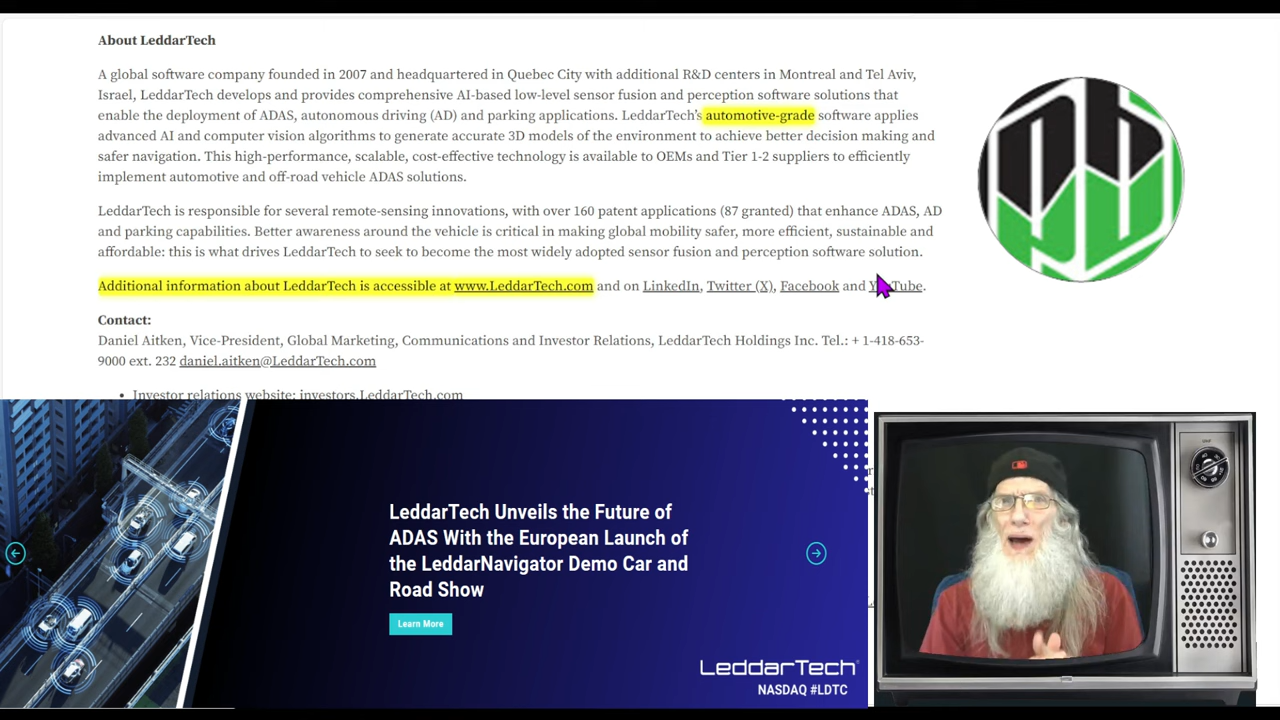 About LeddarTech
A global software company founded in 2007 and headquartered in Quebec City with additional R&D centers in Montreal and Tel Aviv,
Israel, LeddarTech develops and provides comprehensive AI-based low-level sensor fusion and perception software solutions that
enable the deployment of ADAS, autonomous driving (AD) and parking applications. LeddarTech's automotive-grade software applies
advanced AI and computer vision algorithms to generate accurate 3D models of the environment to achieve better decision making and
safer navigation. This high-performance, scalable, cost-effective technology is available to OEMs and Tier 1-2 suppliers to efficiently
implement automotive and off-road vehicle ADAS solutions.
LeddarTech is responsible for several remote-sensing innovations, with over 160 patent applications (87 granted) that enhance ADAS, AD
and parking capabilities. Better awareness around the vehicle is critical in making global mobility safer, more efficient, sustainable and
affordable: this is what drives LeddarTech to seek to become the most widely adopted sensor fusion and perception software solution.
Additional information about LeddarTech is accessible at www.LeddarTech.com and on LinkedIn, Twitter (X), Facebook and YouTube.
Contact:
Daniel Aitken, Vice-President, Global Marketing, Communications and Investor Relations, LeddarTech Holdings Inc. Tel.: + 1-418-653-
9000 ext. 232 daniel.aitken@LeddarTech.com
• Investor relations website: investors.LeddarTech.com
LeddarTech Unveils the Future of
ADAS With the European Launch of
the LeddarNavigator Demo Car and
Road Show
Learn More
LeddarTech
NASDAQ #LDTC